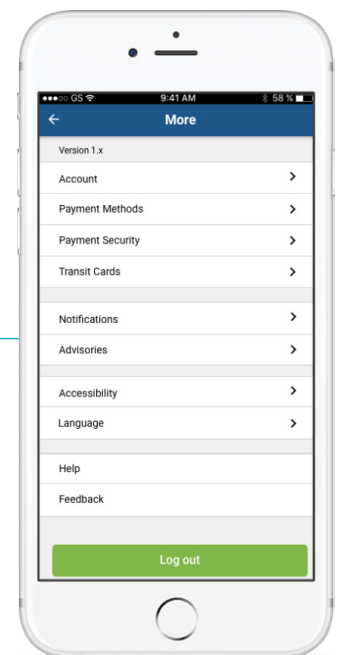 GS 9:41 AM 58 %
More
Version 1.x
Account
Payment Methods
Payment Security
Transit Cards
Notifications
Advisories
Accessibility
Language
Help
Feedback
Log out